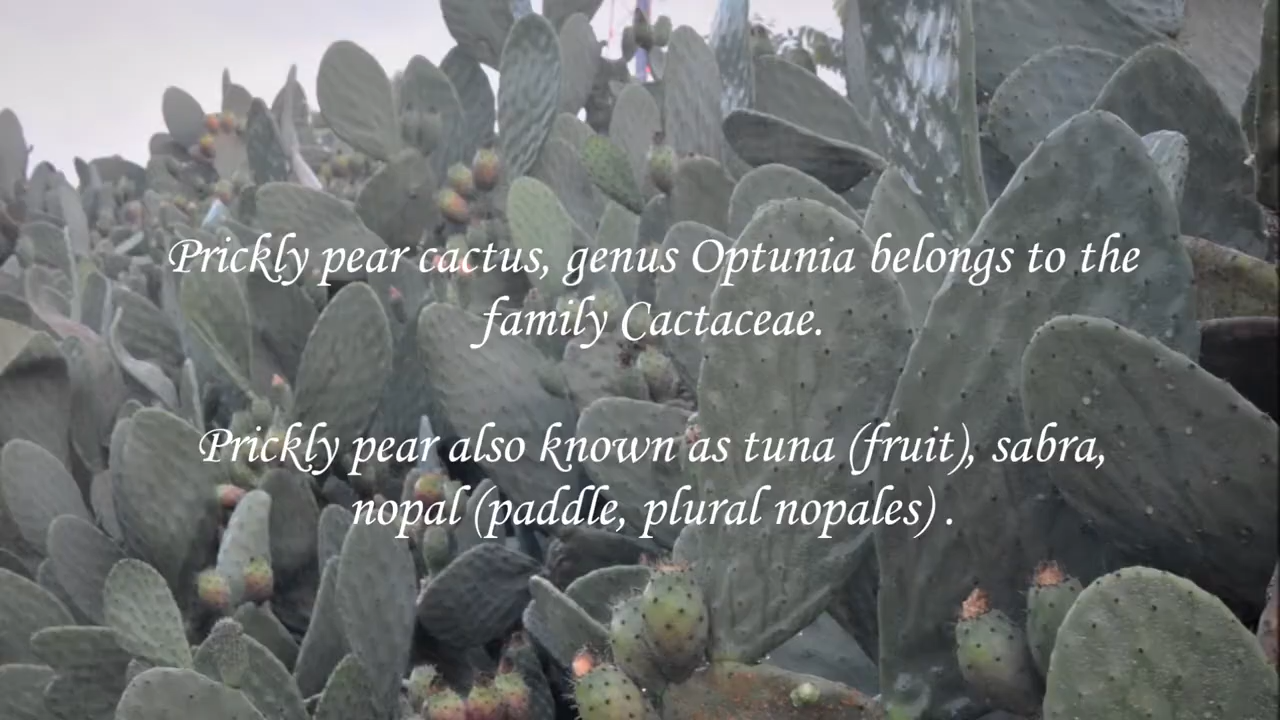 Prickly pear cactus, genus Optunia belongs to the
family Cactaceae.
Prickly pear also known as tuna (fruit), sabra,
nopal (paddle, plural nopales) .